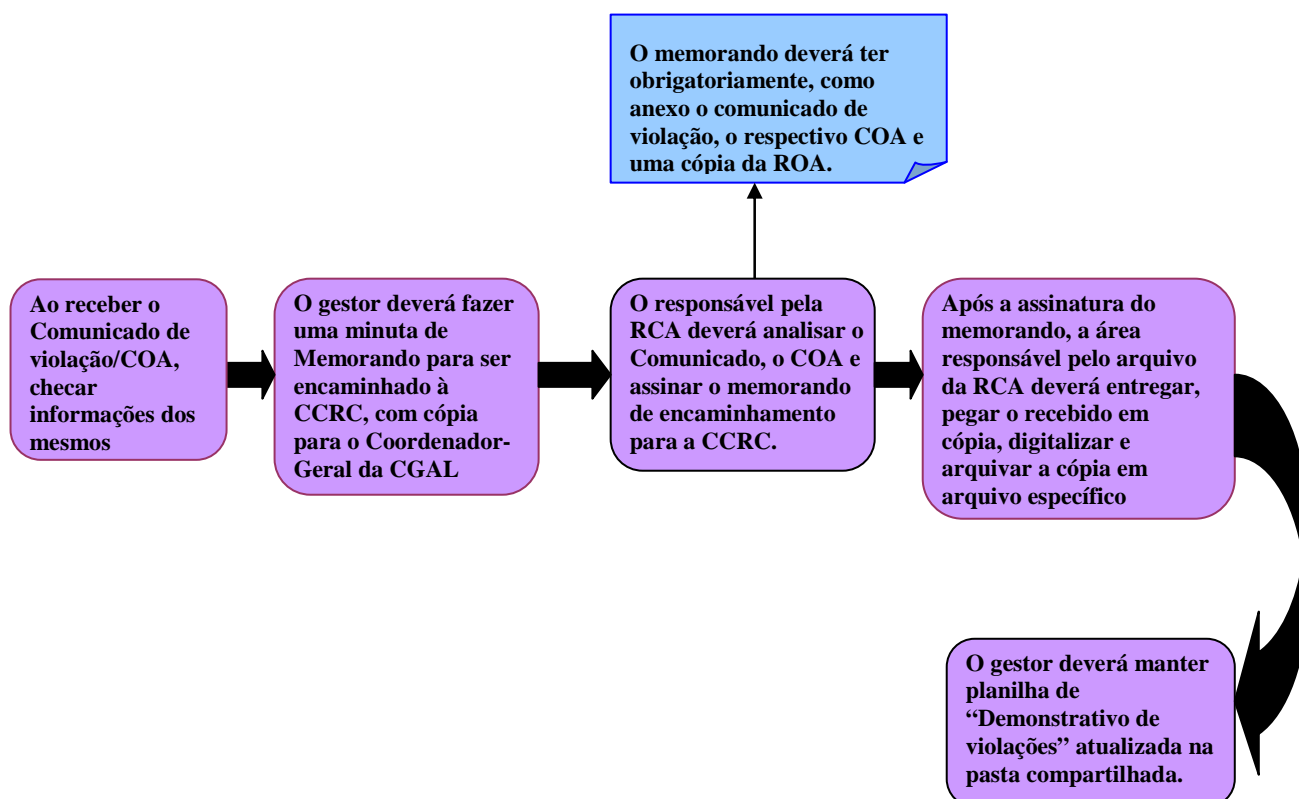 O memorando deverá ter
obrigatoriamente, como
anexo o comunicado de
violação, o respectivo COA e
uma cópia da ROA.
Ao receber o
Comunicado de
violação/COA,
checar
informações dos
mesmos
O gestor deverá fazer
uma minuta de
Memorando para ser
encaminhado à
CCRC, com cópia
para o Coordenador-
Geral da CGAL
O responsável pela
RCA deverá analisar o
Comunicado, o COA e
assinar o memorando
de encaminhamento
para a CCRC.
Após a assinatura do
memorando, a área
responsável pelo arquivo
da RCA deverá entregar,
pegar o recebido em
cópia, digitalizar e
arquivar a cópia em
arquivo específico
O gestor deverá manter
planilha de
“Demonstrativo de
violações” atualizada na
pasta compartilhada.